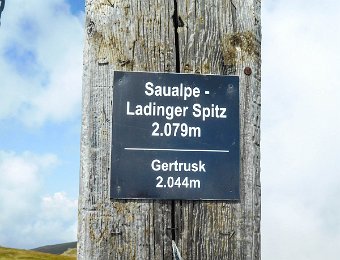 Saualpe -
Ladinger Spitz
2.079m
Gertrusk
2.044m